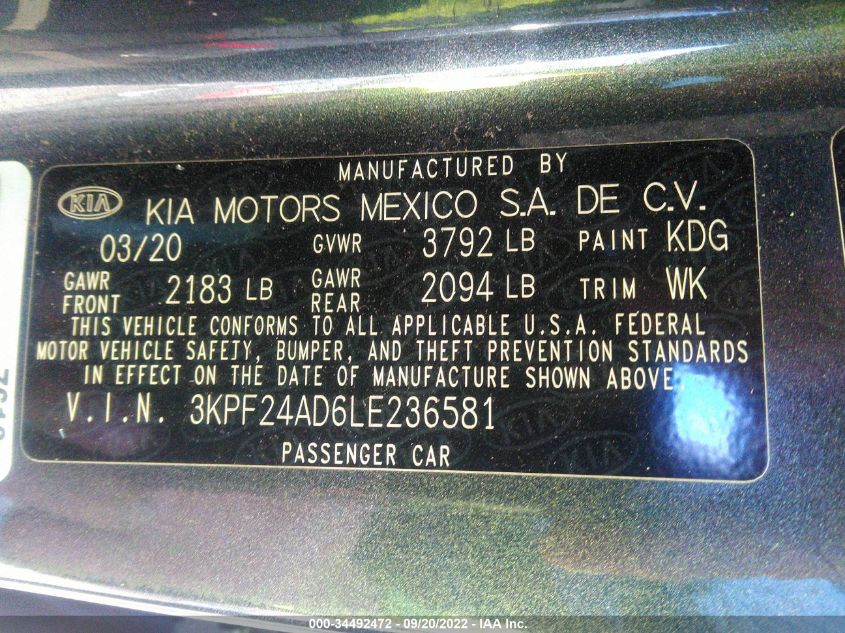 MANUFACTURED BY
KIA KIA MOTORS MEXICO S.A. DE C.V.
03/20 GVWR 3792 LB PAINT KDG
GAWR FRONT 2183 LB GAWR REAR 2094 LB TRIM WK
THIS VEHICLE CONFORMS TO ALL APPLICABLE U.S.A. FEDERAL
MOTOR VEHICLE SAFETY, BUMPER, AND THEFT PREVENTION STANDARDS
IN EFFECT ON THE DATE OF MANUFACTURE SHOWN ABOVE.
V.I.N. 3KPF24AD6LE236581
PASSENGER CAR
000-34492472 - 09/20/2022 - IAA Inc.